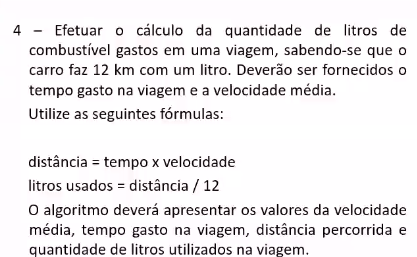 4 – Efetuar o cálculo da quantidade de litros de
combustível gastos em uma viagem, sabendo-se que o
carro faz 12 km com um litro. Deverão ser fornecidos o
tempo gasto na viagem e a velocidade média.
Utilize as seguintes fórmulas:
distância = tempo x velocidade
litros usados = distância / 12
O algoritmo deverá apresentar os valores da velocidade
média, tempo gasto na viagem, distância percorrida e
quantidade de litros utilizados na viagem.